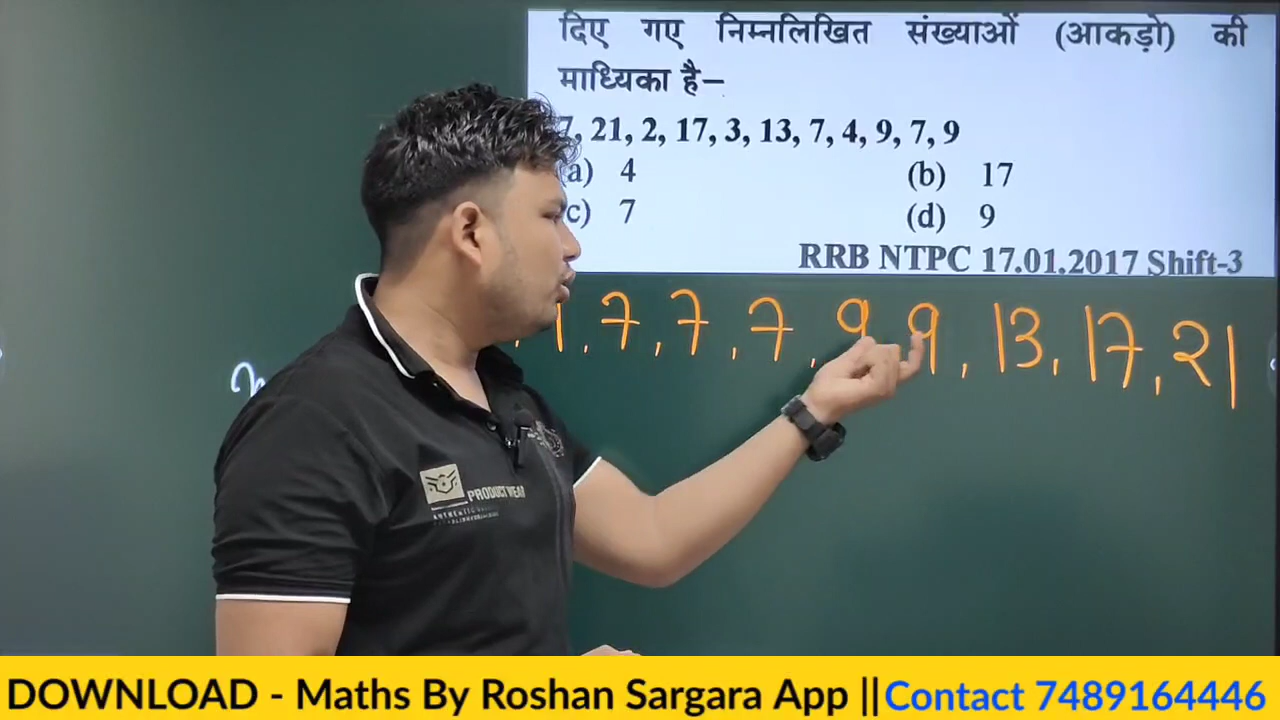 दिए गए निम्नलिखित संख्याओं (आकड़ो) की
माध्यिका है–
7, 21, 2, 17, 3, 13, 7, 4, 9, 7, 9
a) 4 (b) 17
c) 7 (d) 9
RRB NTPC 17.01.2017 Shift-3
, 7, 7, 7, 9, 9, 13, 17, 21
PRODUCT WEAR
DOWNLOAD - Maths By Roshan Sargara App || Contact 7489164446